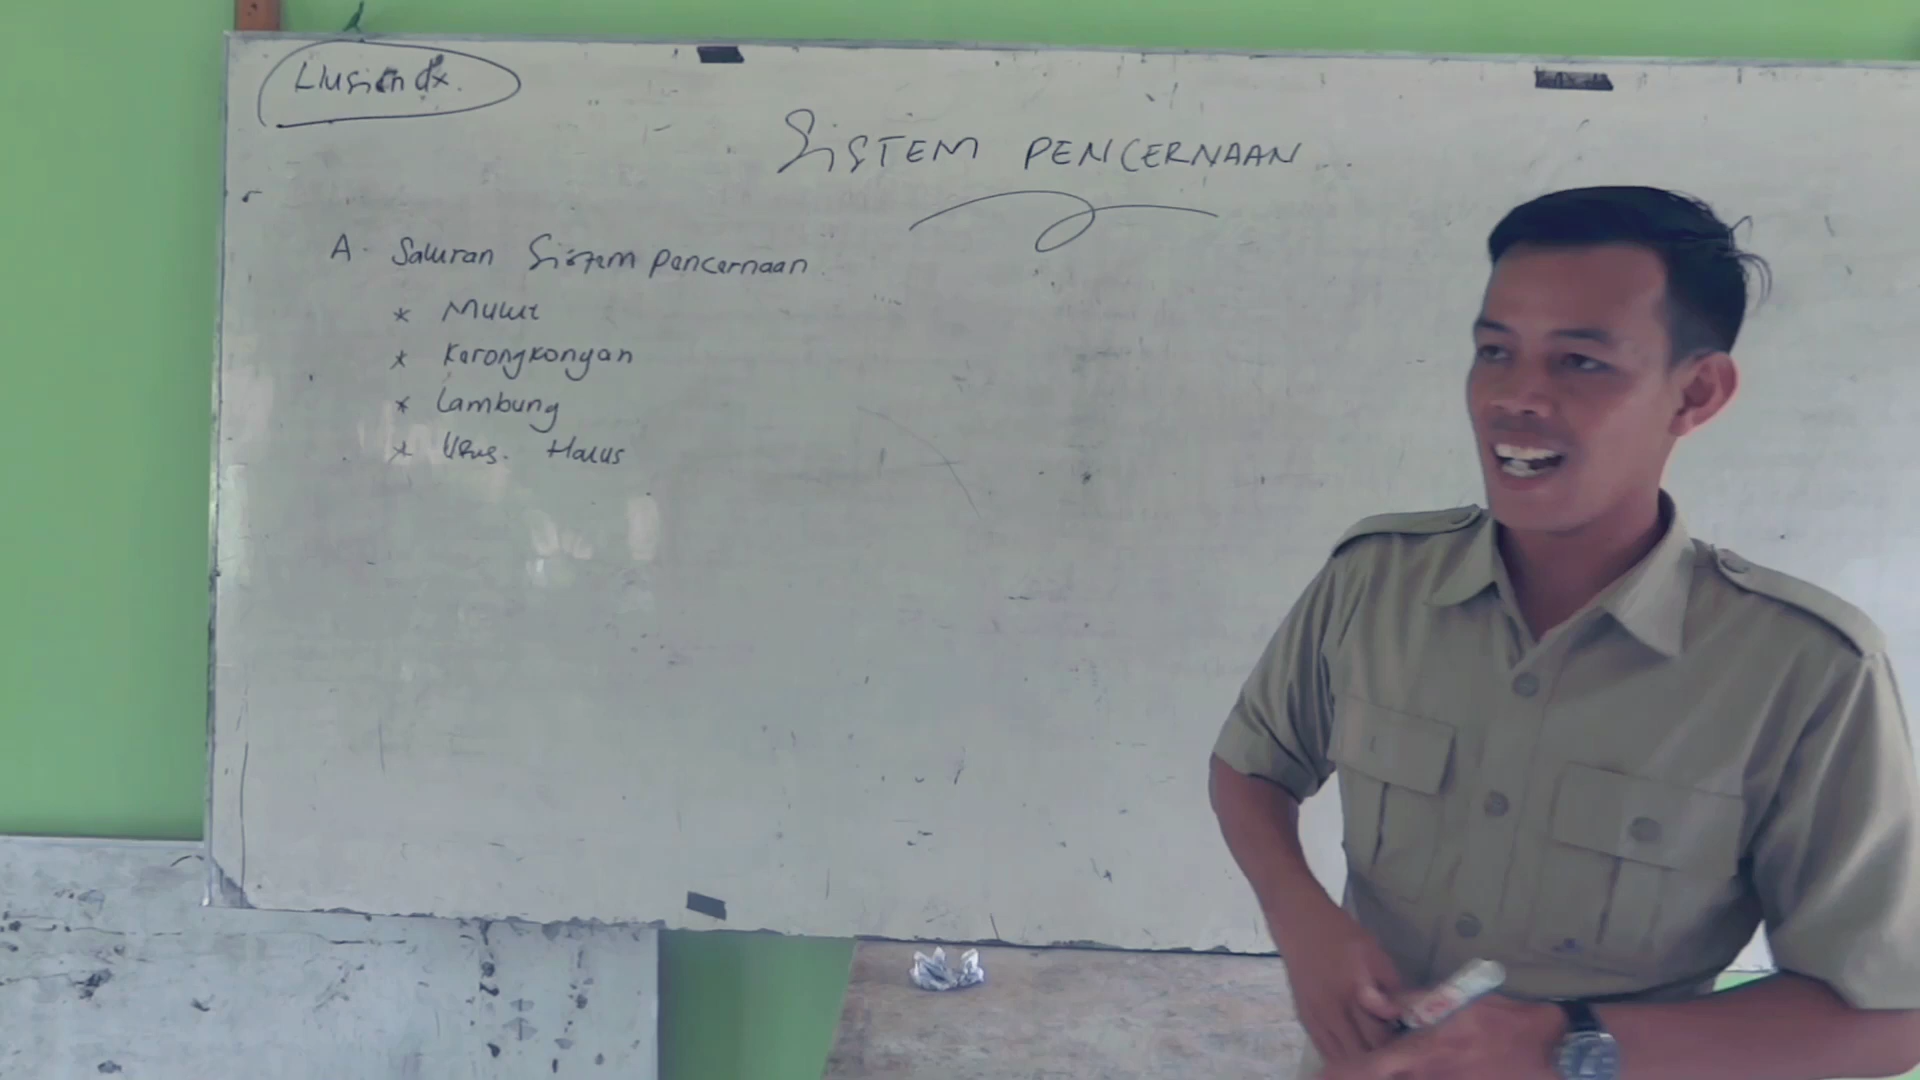 SISTEM PENCERNAAN
A. Saluran Sistem Pencernaan
* Mulut
* Kerongkongan
* Lambung
* Usus. Halus